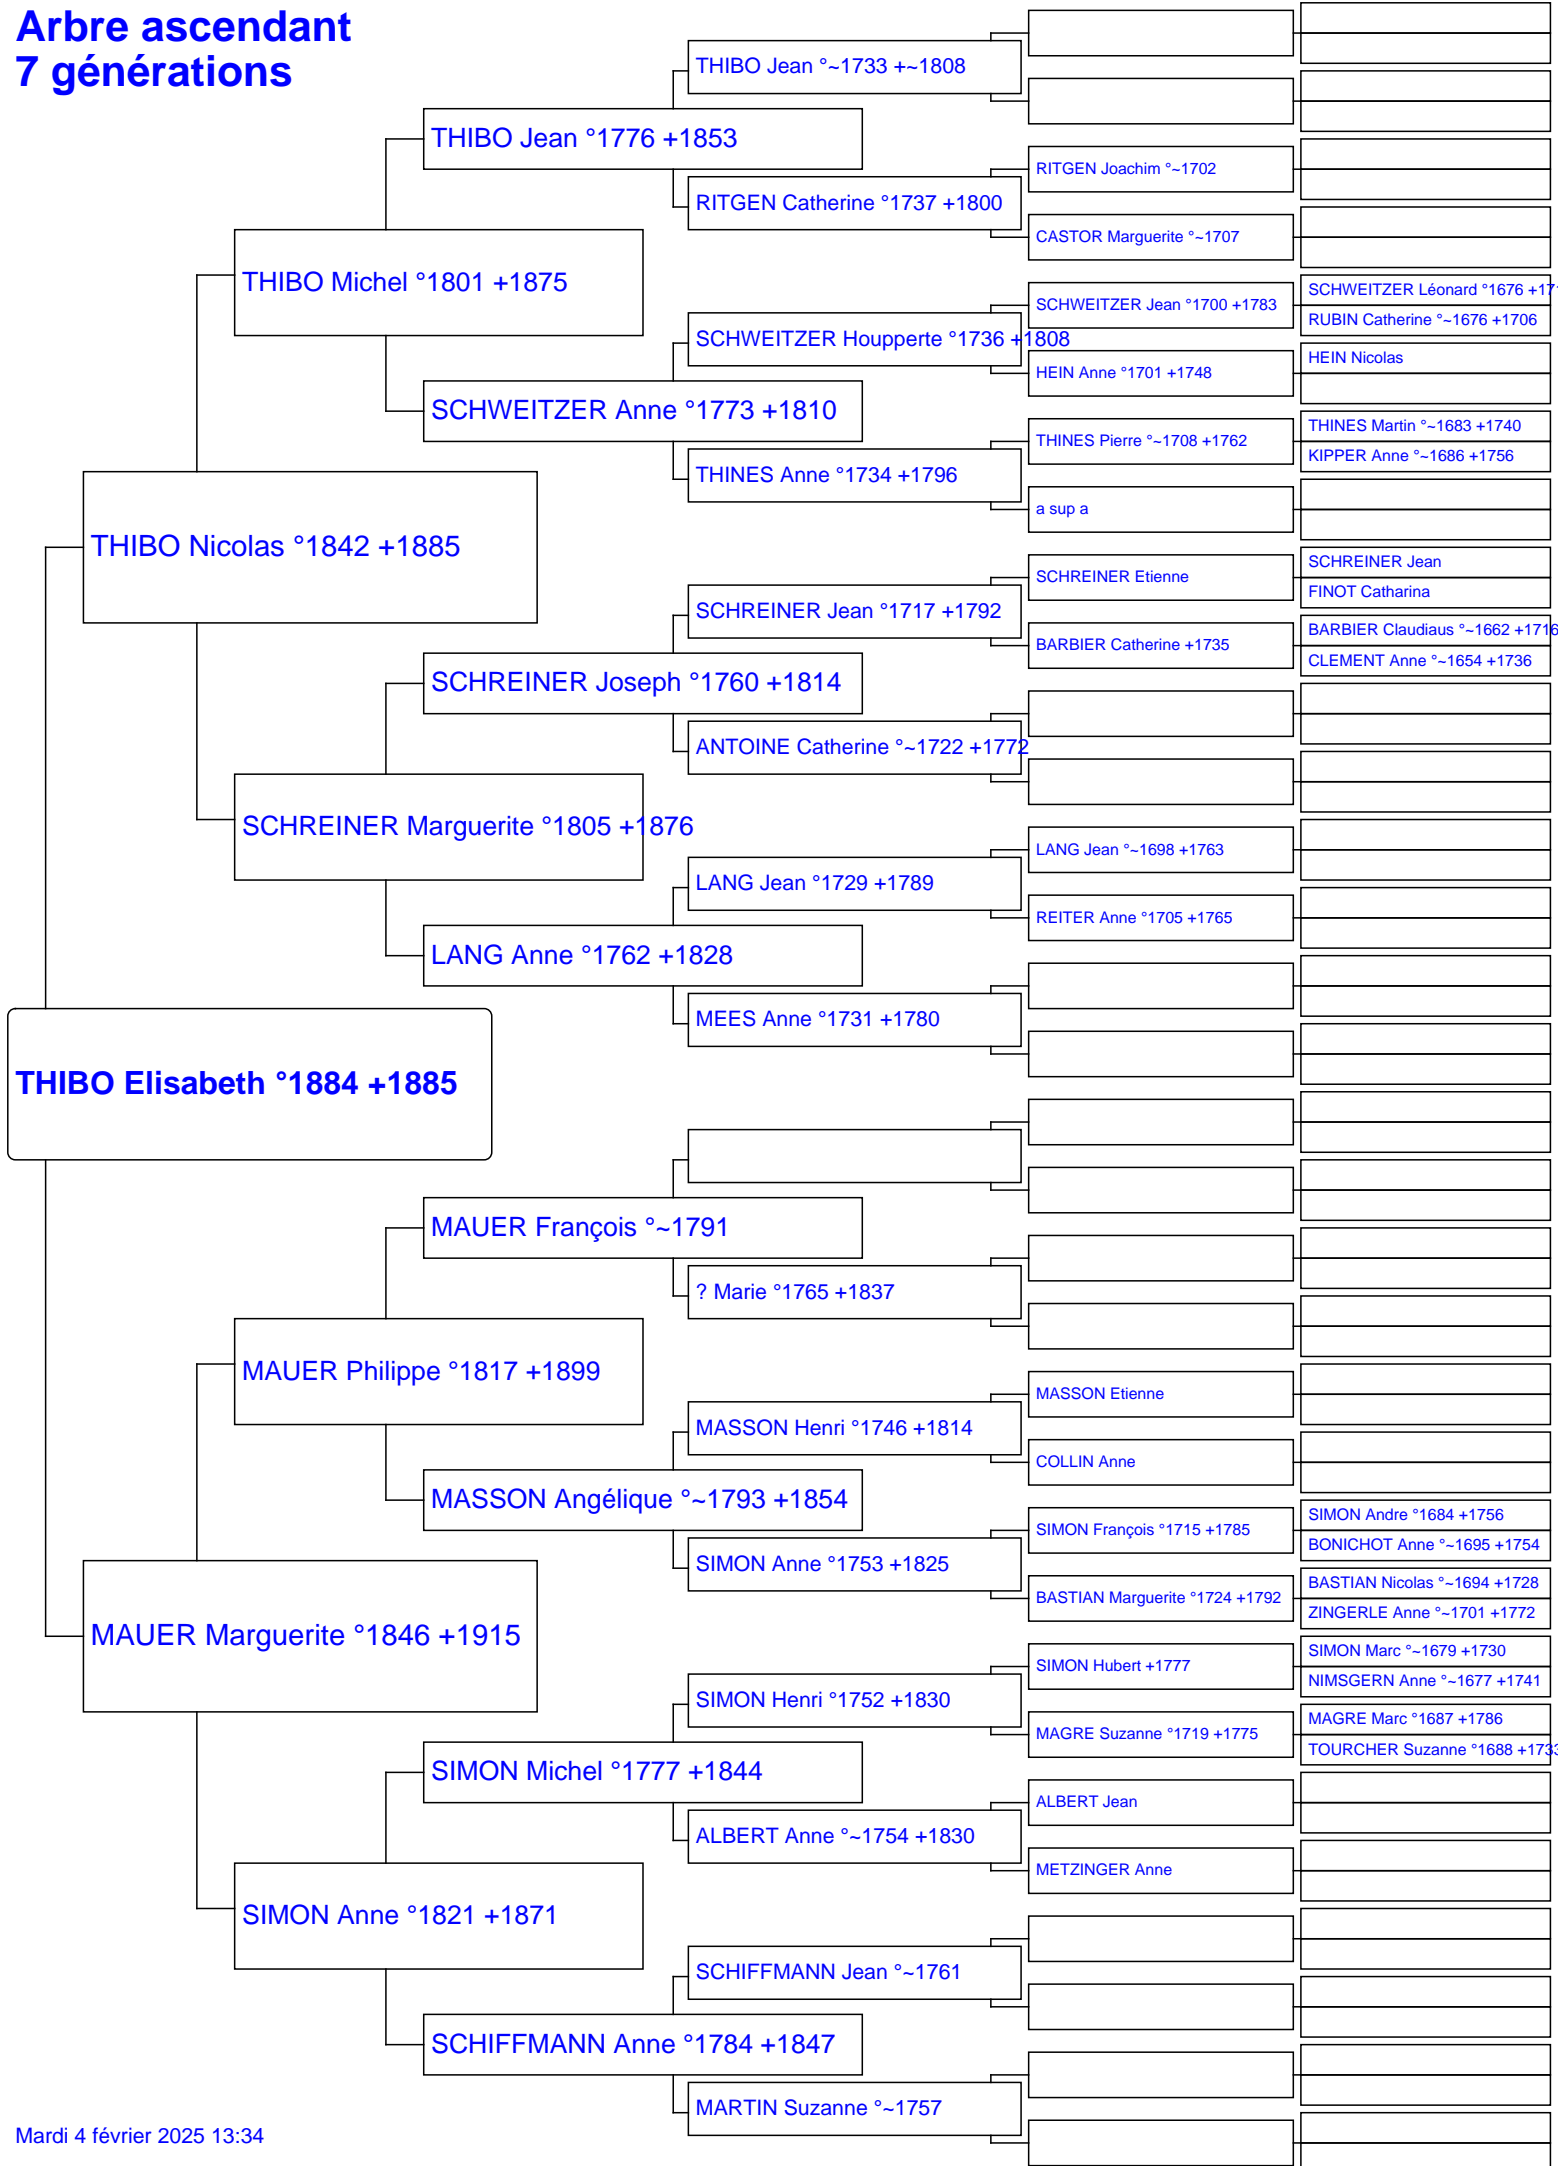 Arbre ascendant
7 générations
THIBO Jean °~1733 +~1808
THIBO Jean °1776 +1853
RITGEN Joachim °~1702
RITGEN Catherine °1737 +1800
CASTOR Marguerite °~1707
THIBO Michel °1801 +1875
SCHWEITZER Léonard °1676 +17
SCHWEITZER Jean °1700 +1783
RUBIN Catherine °~1676 +1706
SCHWEITZER Houpperte °1736 +1808
HEIN Nicolas
HEIN Anne °1701 +1748
SCHWEITZER Anne °1773 +1810
THINES Martin °~1683 +1740
THINES Pierre °~1708 +1762
KIPPER Anne °~1686 +1756
THINES Anne °1734 +1796
a sup a
THIBO Nicolas °1842 +1885
SCHREINER Jean
SCHREINER Etienne
FINOT Catharina
SCHREINER Jean °1717 +1792
BARBIER Claudiaus °~1662 +1716
BARBIER Catherine +1735
CLEMENT Anne °~1654 +1736
SCHREINER Joseph °1760 +1814
ANTOINE Catherine °~1722 +1772
SCHREINER Marguerite °1805 +1876
LANG Jean °~1698 +1763
LANG Jean °1729 +1789
REITER Anne °1705 +1765
LANG Anne °1762 +1828
MEES Anne °1731 +1780
THIBO Elisabeth °1884 +1885
MAUER François °~1791
? Marie °1765 +1837
MAUER Philippe °1817 +1899
MASSON Etienne
MASSON Henri °1746 +1814
COLLIN Anne
MASSON Angélique °~1793 +1854
SIMON Andre °1684 +1756
SIMON François °1715 +1785
BONICHOT Anne °~1695 +1754
SIMON Anne °1753 +1825
BASTIAN Nicolas °~1694 +1728
BASTIAN Marguerite °1724 +1792
ZINGERLE Anne °~1701 +1772
MAUER Marguerite °1846 +1915
SIMON Marc °~1679 +1730
SIMON Hubert +1777
NIMSGERN Anne °~1677 +1741
SIMON Henri °1752 +1830
MAGRE Marc °1687 +1786
MAGRE Suzanne °1719 +1775
TOURCHER Suzanne °1688 +1733
SIMON Michel °1777 +1844
ALBERT Jean
ALBERT Anne °~1754 +1830
METZINGER Anne
SIMON Anne °1821 +1871
SCHIFFMANN Jean °~1761
SCHIFFMANN Anne °1784 +1847
MARTIN Suzanne °~1757
Mardi 4 février 2025 13:34